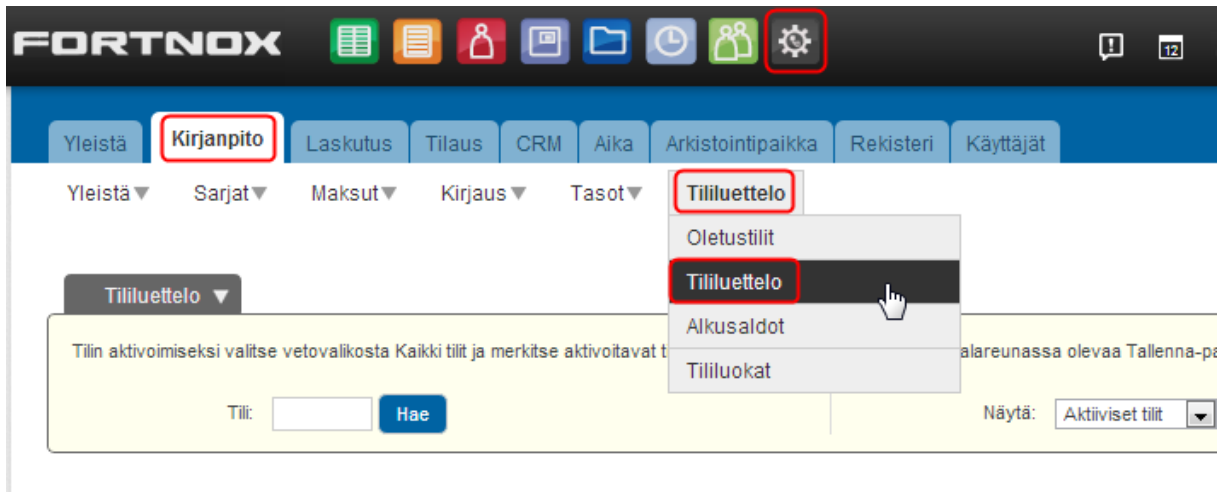 FORTNOX
12
Yleistä Kirjanpito Laskutus Tilaus CRM Aika Arkistointipaikka Rekisteri Käyttäjät
Yleistä Sarjat Maksut Kirjaus Tasot Tililuettelo
Oletustilit
Tililuettelo
Alkusaldot
Tililuokat
Tililuettelo
Tilin aktivoimiseksi valitse vetovalikosta Kaikki tilit ja merkitse aktivoitavat t alareunassa olevaa Tallenna-pa
Tili: Hae Näytä: Aktiiviset tilit